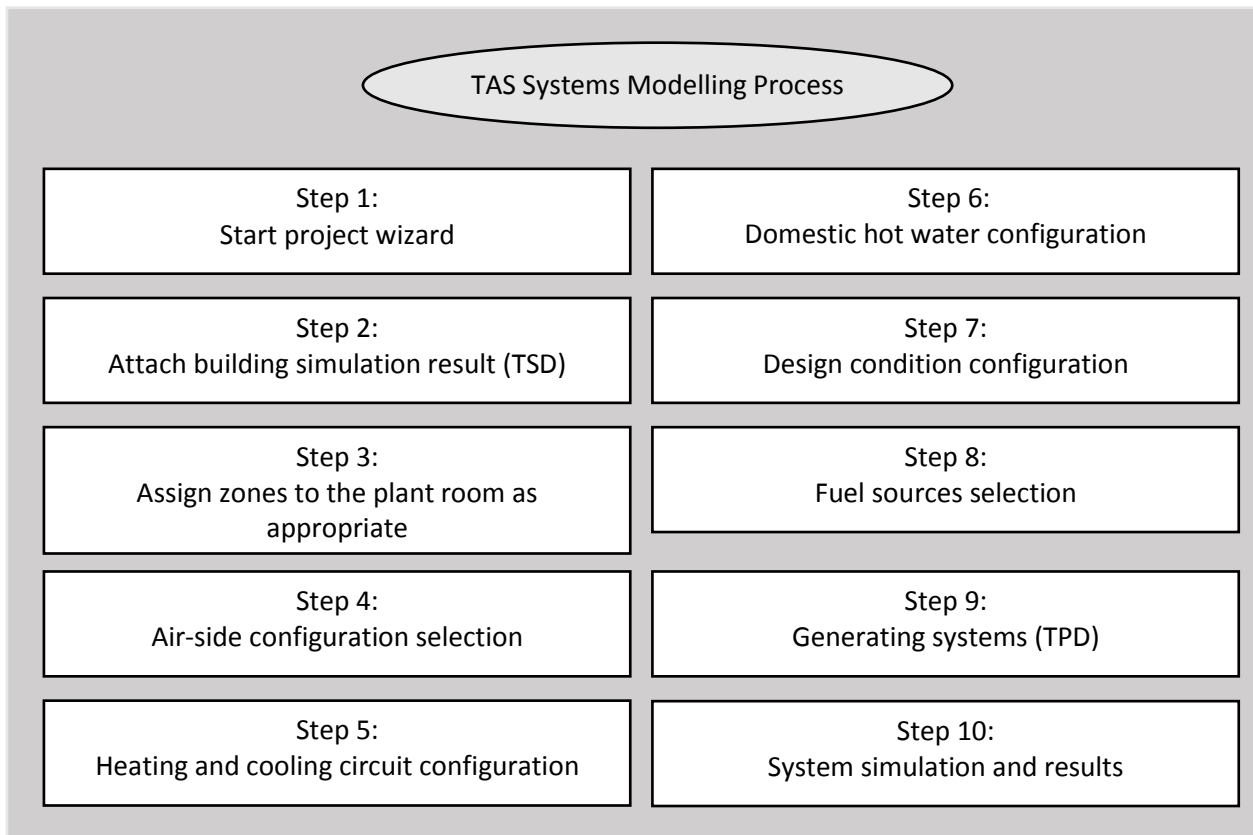 TAS Systems Modelling Process
Step 1:
Start project wizard
Step 2:
Attach building simulation result (TSD)
Step 3:
Assign zones to the plant room as
appropriate
Step 4:
Air-side configuration selection
Step 5:
Heating and cooling circuit configuration
Step 6:
Domestic hot water configuration
Step 7:
Design condition configuration
Step 8:
Fuel sources selection
Step 9:
Generating systems (TPD)
Step 10:
System simulation and results